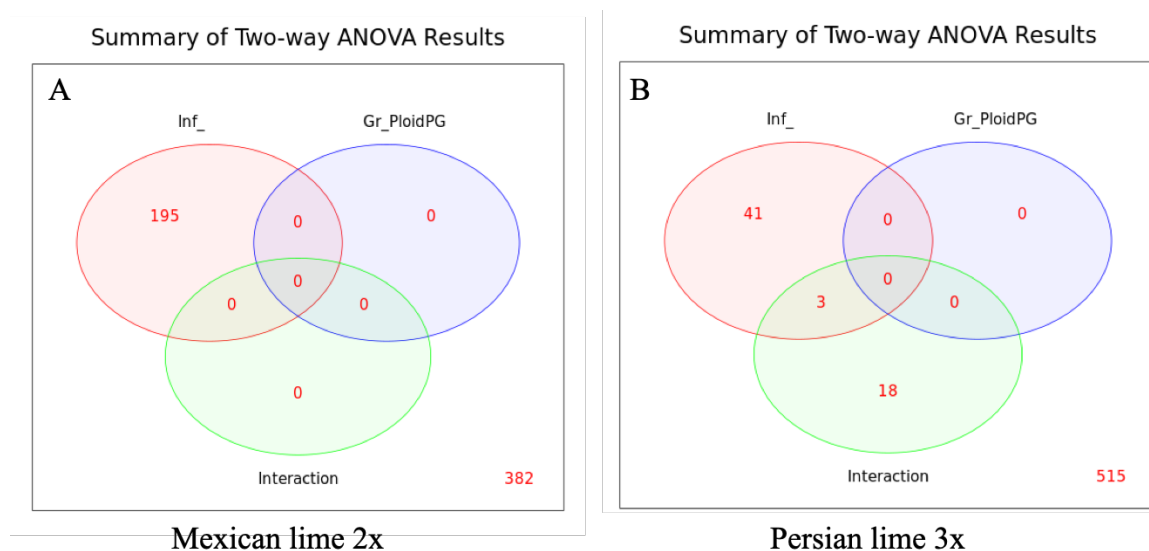 Summary of Two-way ANOVA Results
A
Inf_
Gr_PloidPG
195
0
0
0
0
0
0
Interaction
382
Mexican lime 2x
Summary of Two-way ANOVA Results
B
Inf_
Gr_PloidPG
41
0
0
0
3
0
18
Interaction
515
Persian lime 3x